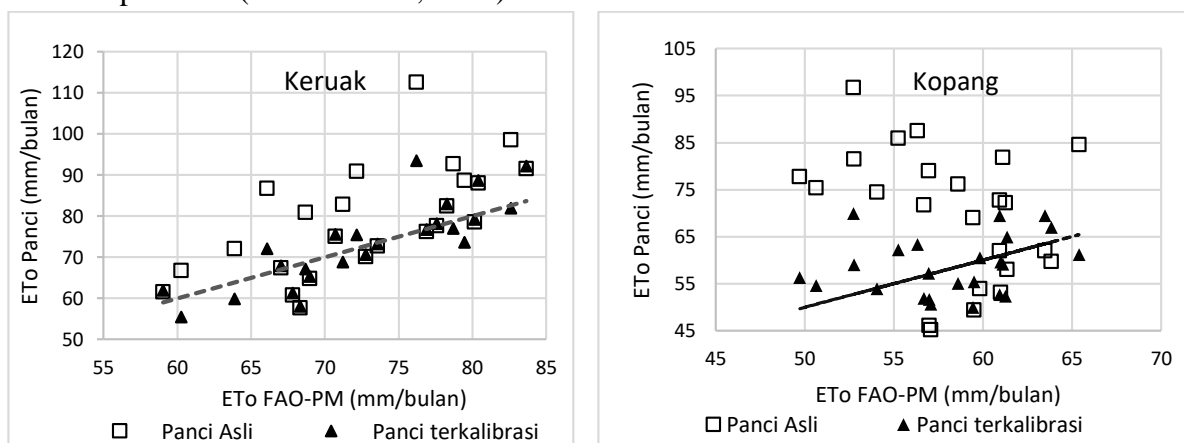 Keruak
ETo Panci (mm/bulan)
120
110
100
90
80
70
60
50
55 60 65 70 75 80 85
ETo FAO-PM (mm/bulan)
Panci Asli Panci terkalibrasi
Kopang
ETo Panci (mm/bulan)
105
95
85
75
65
55
45
45 50 55 60 65 70
ETo FAO-PM (mm/bulan)
Panci Asli Panci terkalibrasi